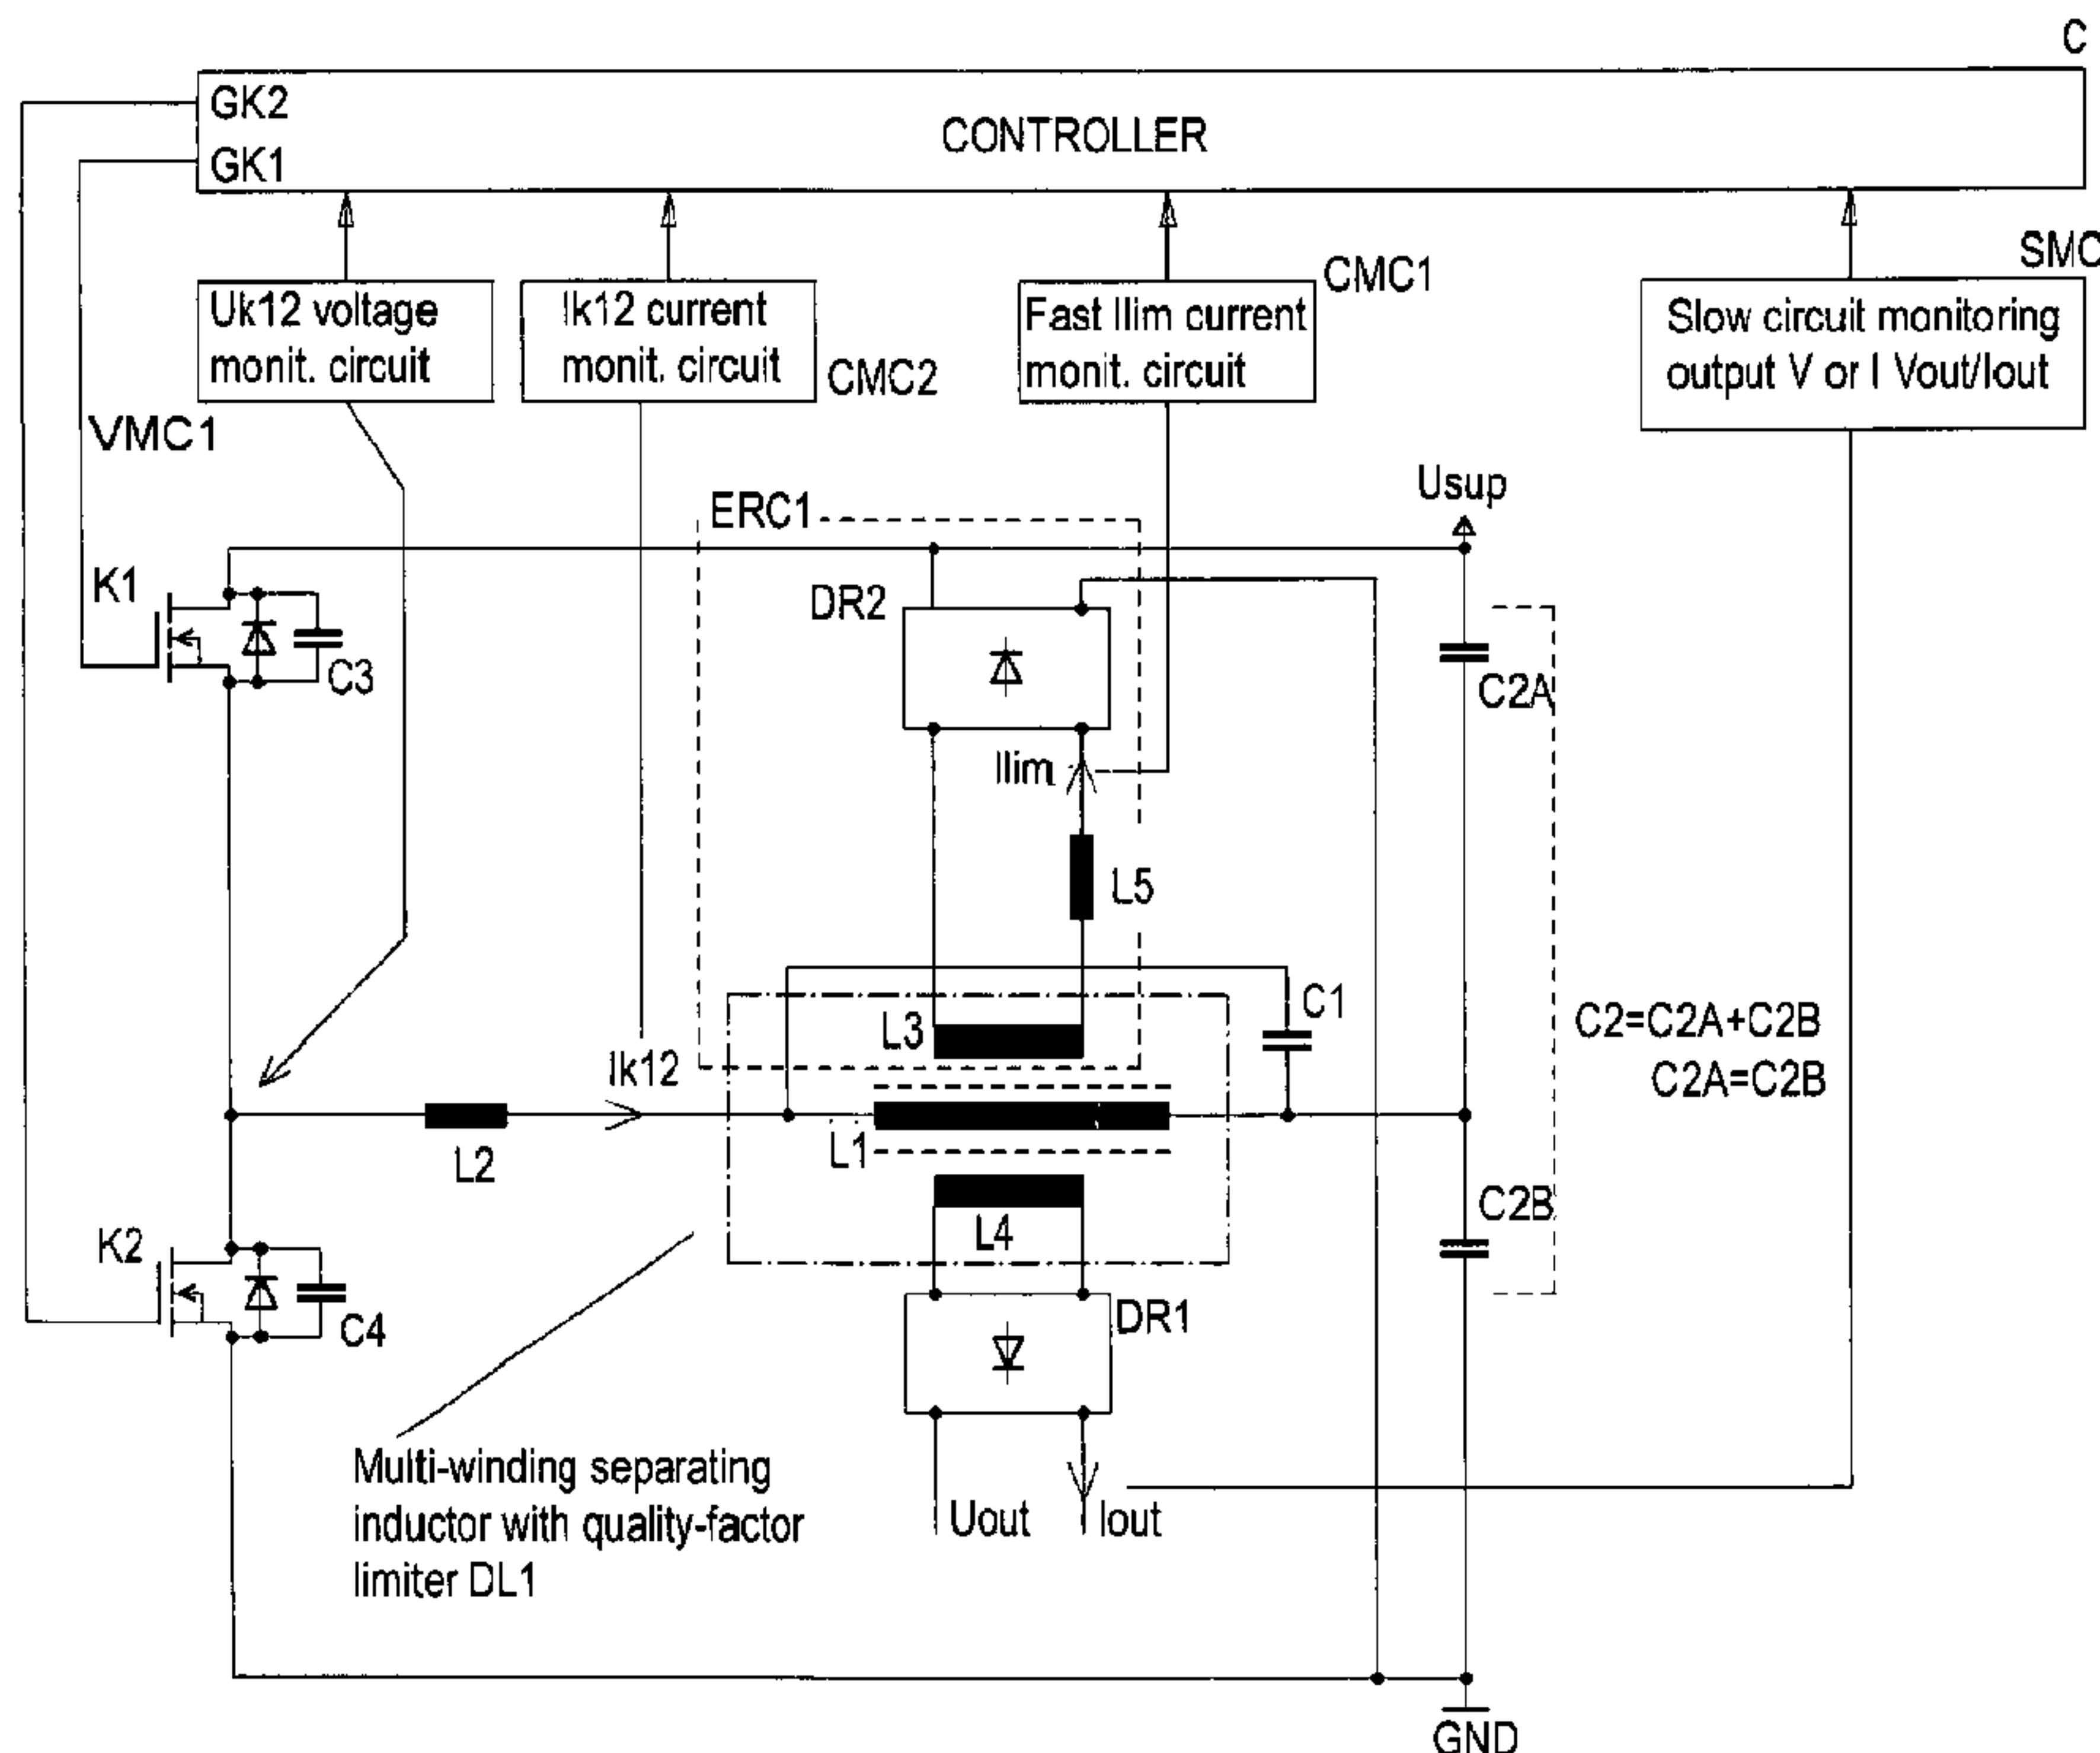 C
GK2
GK1
CONTROLLER
SMC
CMC1
Uk12 voltage
monit. circuit
Ik12 current
monit. circuit
CMC2
Fast Ilim current
monit. circuit
Slow circuit monitoring
output V or I Vout/Iout
VMC1
Usup
ERC1
K1
DR2
C3
C2A
Ilim
L5
L3
C1
C2=C2A+C2B
C2A=C2B
Ik12
L1
L2
C2B
L4
K2
C4
DR1
Multi-winding separating
inductor with quality-factor
limiter DL1
Uout
Iout
GND